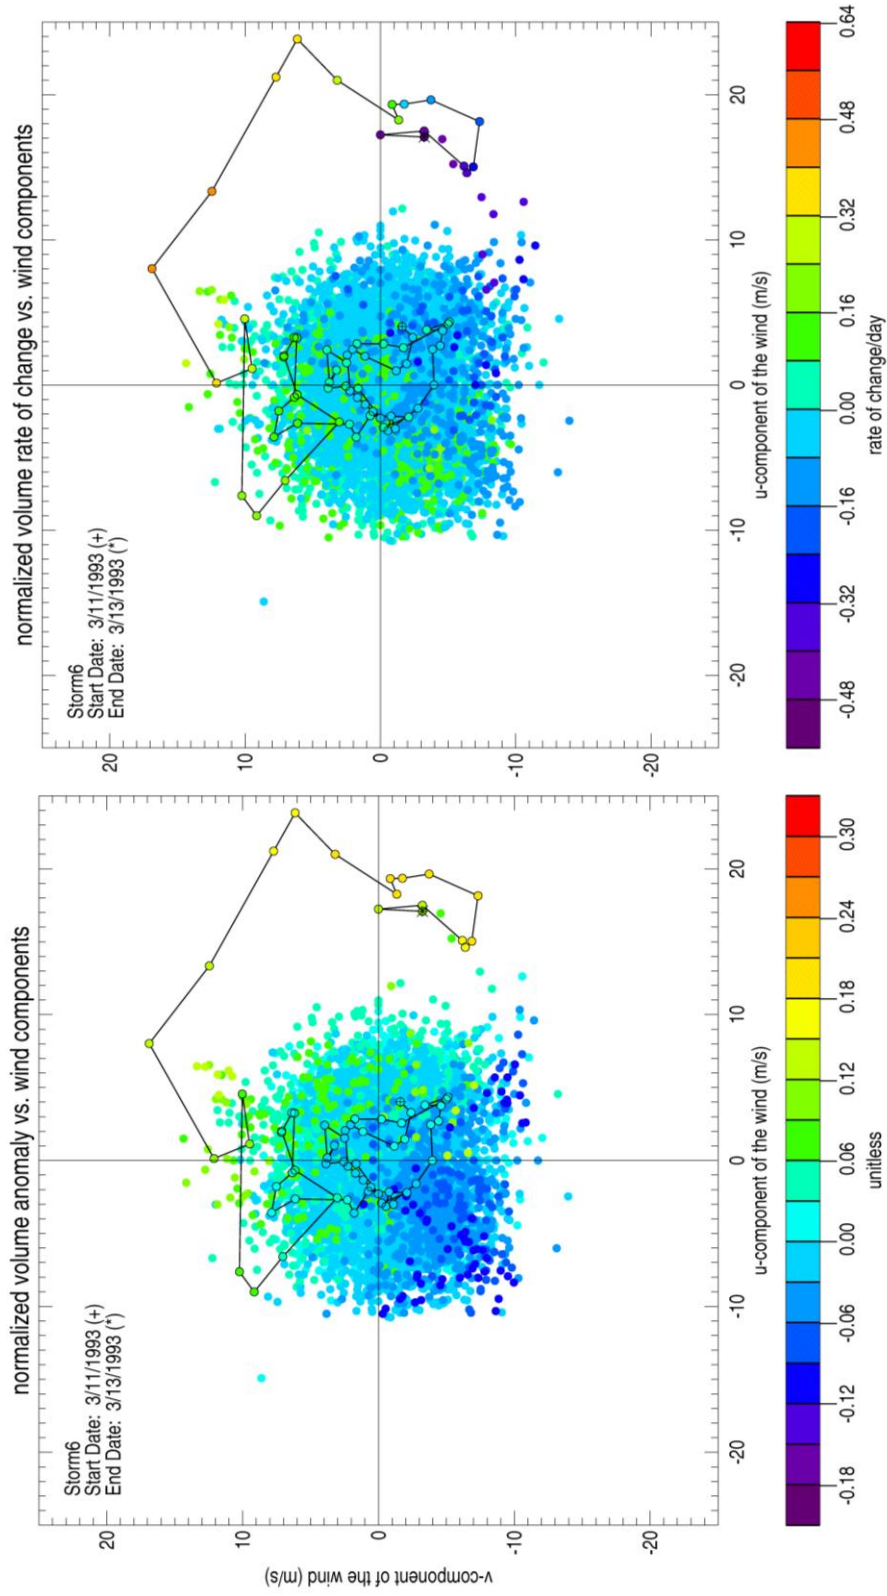 normalized volume anomaly vs. wind components
Storm6
Start Date: 3/11/1993 (+)
End Date: 3/13/1993 (*)
v-component of the wind (m/s)
20
10
0
-10
-20
-20
-10
0
10
20
u-component of the wind (m/s)
-0.18
-0.12
-0.06
0.00
0.06
0.12
0.18
0.24
0.30
unitless
normalized volume rate of change vs. wind components
Storm6
Start Date: 3/11/1993 (+)
End Date: 3/13/1993 (*)
20
10
0
-10
-20
-20
-10
0
10
20
u-component of the wind (m/s)
-0.48
-0.32
-0.16
0.00
0.16
0.32
0.48
0.64
rate of change/day